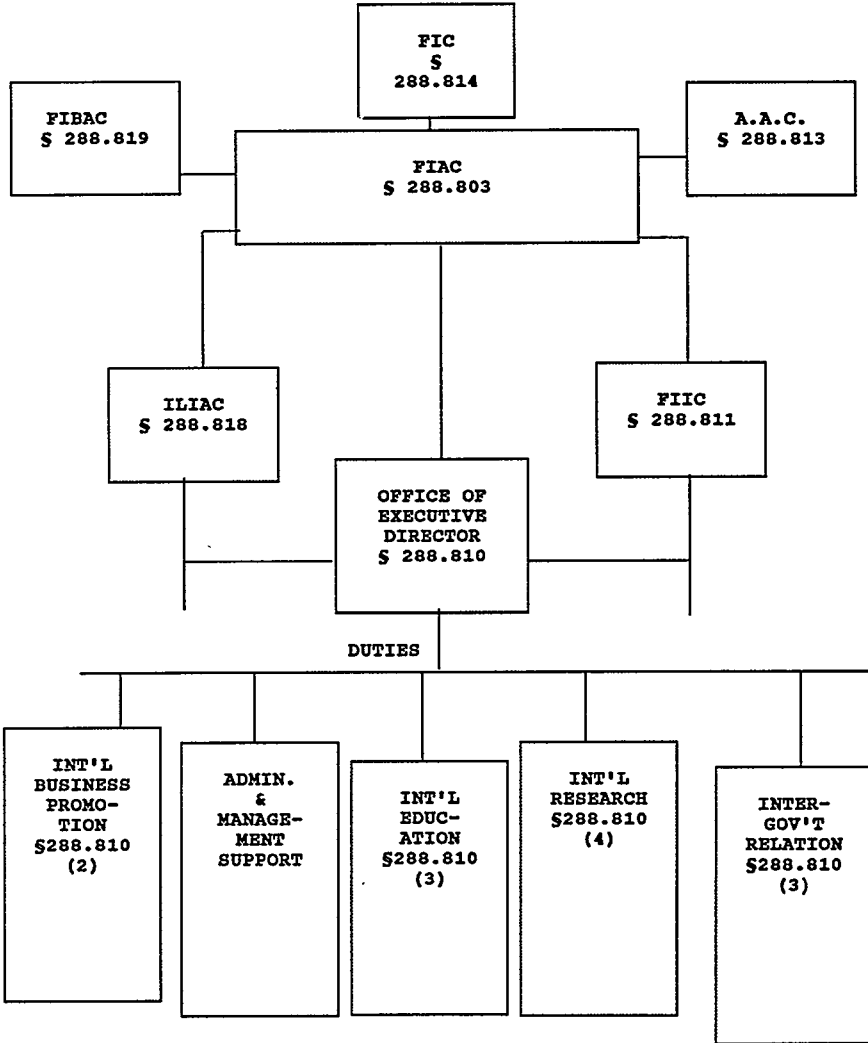 FIC
§
288.814
FIBAC
§ 288.819
A.A.C.
§ 288.813
FIAC
§ 288.803
ILIAC
§ 288.818
FIIC
§ 288.811
OFFICE OF
EXECUTIVE
DIRECTOR
§ 288.810
DUTIES
INT'L
BUSINESS
PROMO-
TION
§288.810
(2)
ADMIN.
&
MANAGE-
MENT
SUPPORT
INT'L
EDUC-
ATION
§288.810
(3)
INT'L
RESEARCH
§288.810
(4)
INTER-
GOV'T
RELATION
§288.810
(3)